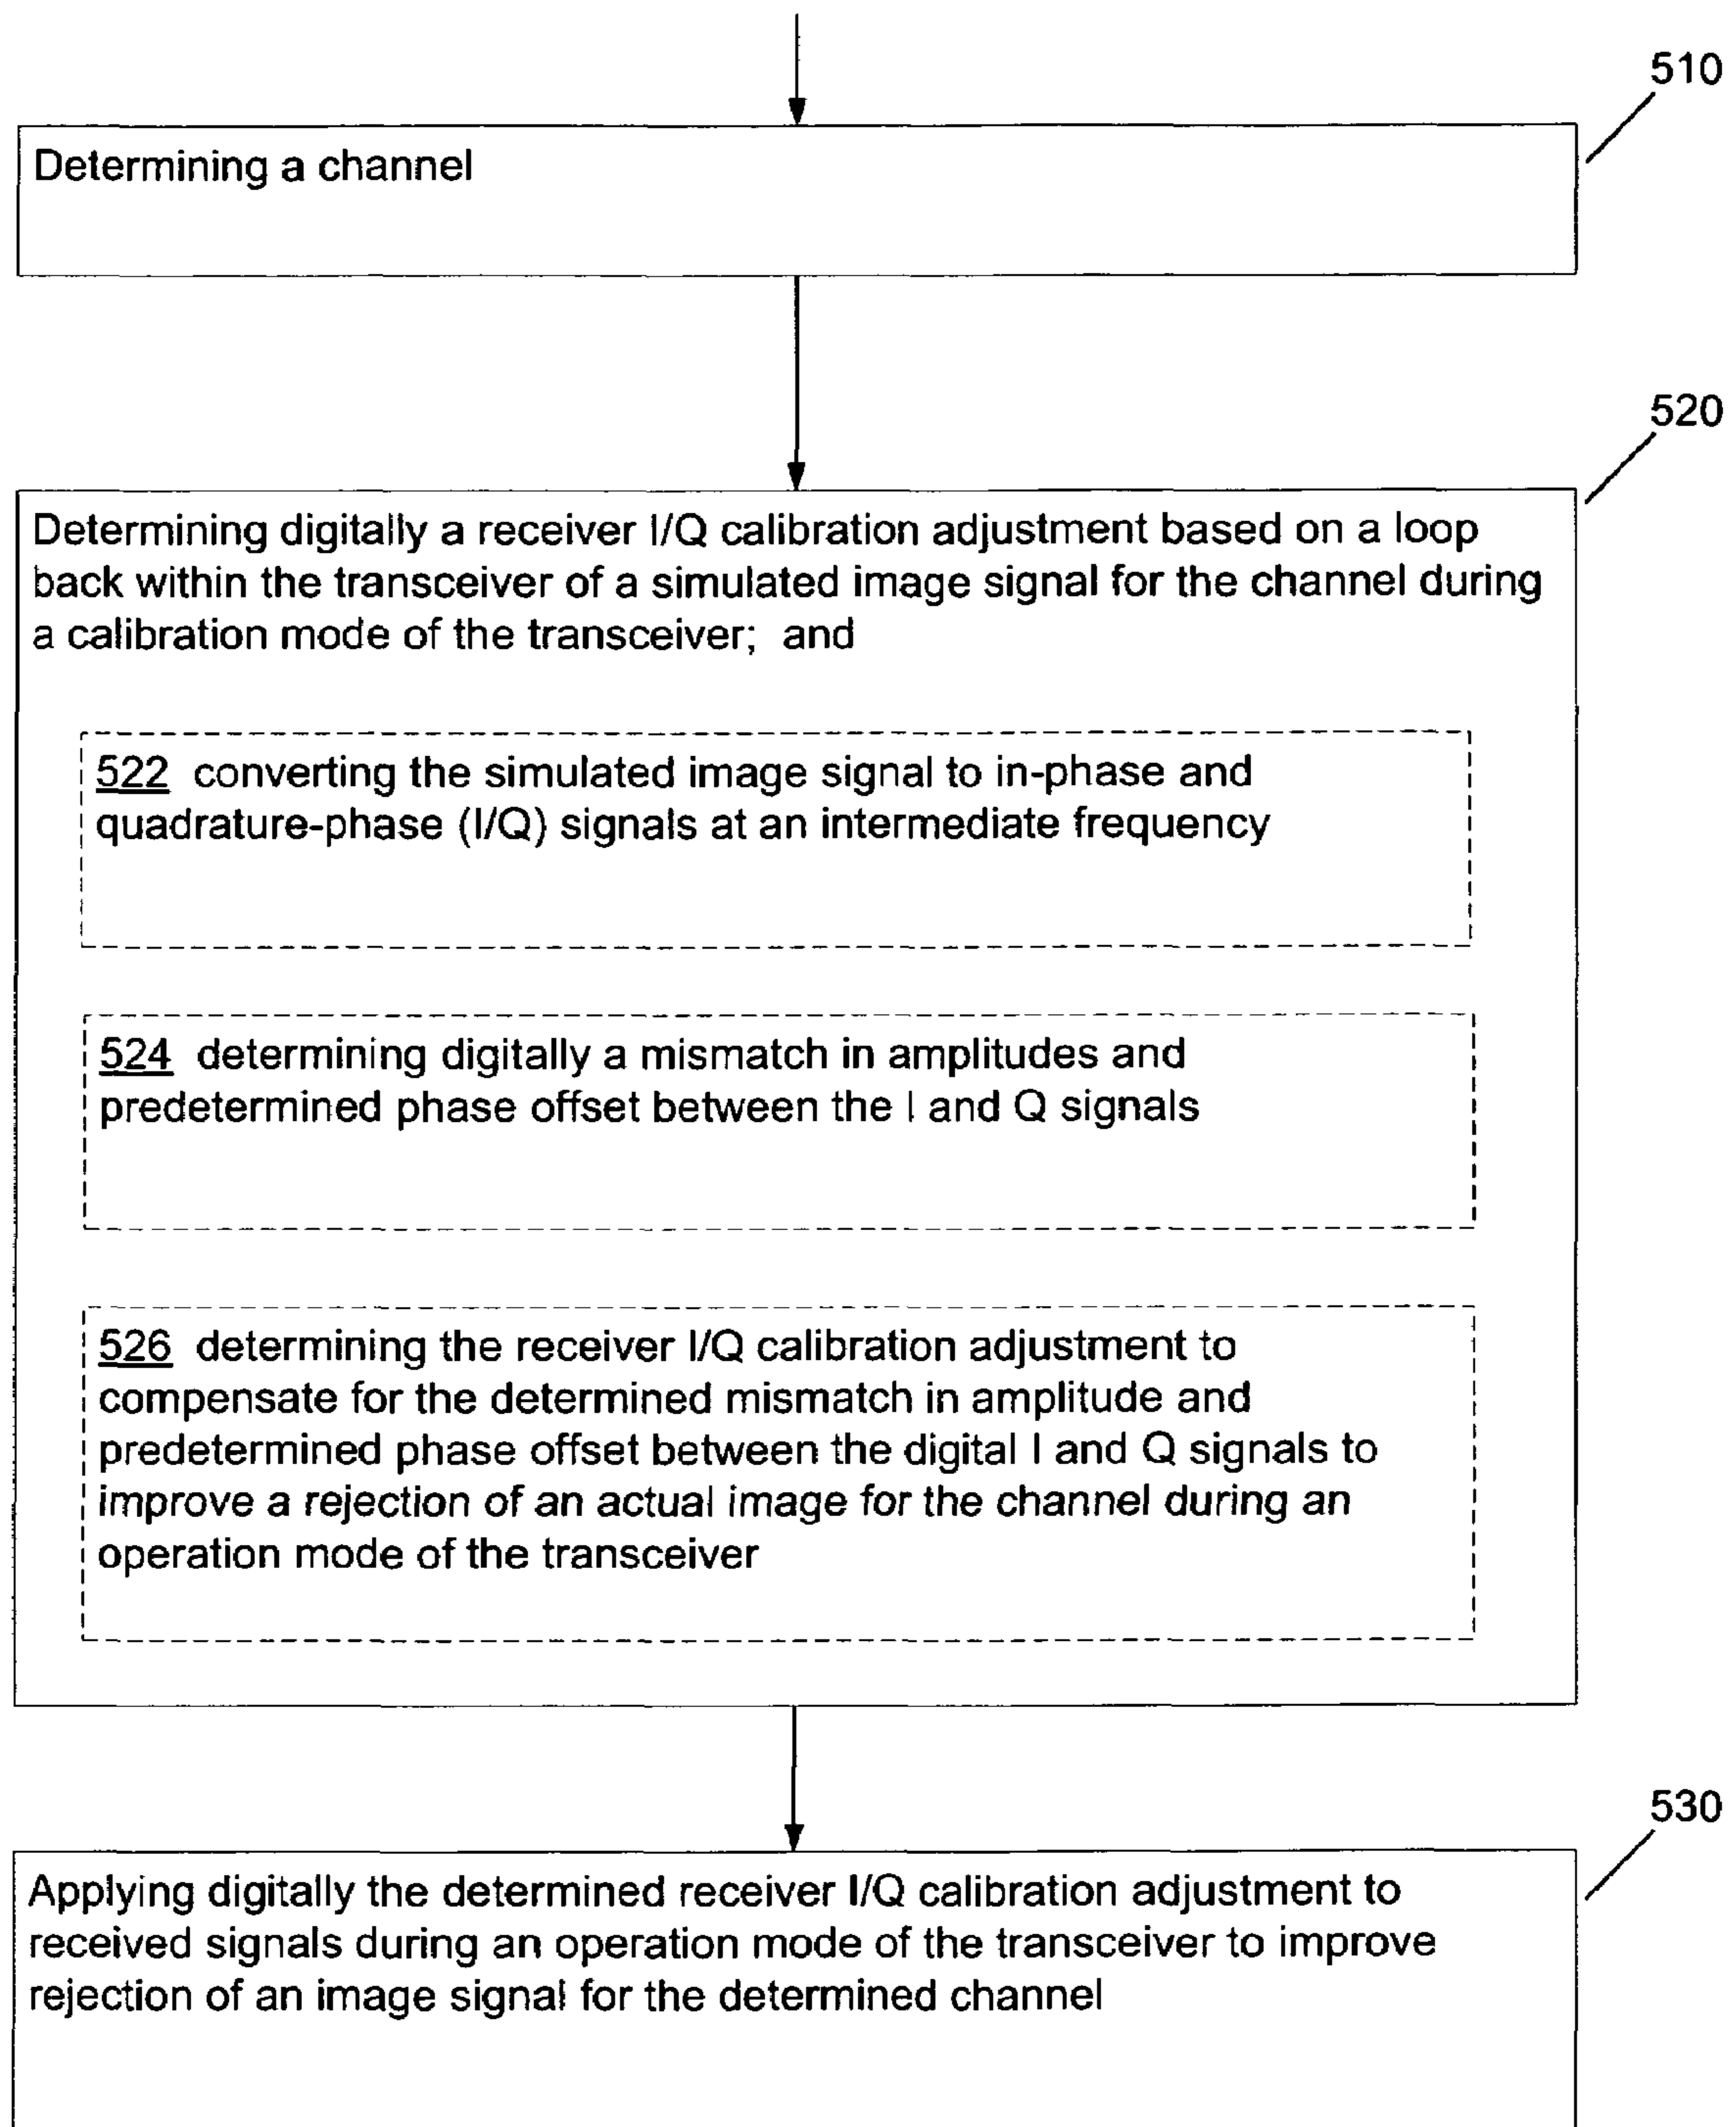 510
Determining a channel
520
Determining digitally a receiver I/Q calibration adjustment based on a loop
back within the transceiver of a simulated image signal for the channel during
a calibration mode of the transceiver; and
522 converting the simulated image signal to in-phase and
quadrature-phase (I/Q) signals at an intermediate frequency
524 determining digitally a mismatch in amplitudes and
predetermined phase offset between the I and Q signals
526 determining the receiver I/Q calibration adjustment to
compensate for the determined mismatch in amplitude and
predetermined phase offset between the digital I and Q signals to
improve a rejection of an actual image for the channel during an
operation mode of the transceiver
530
Applying digitally the determined receiver I/Q calibration adjustment to
received signals during an operation mode of the transceiver to improve
rejection of an image signal for the determined channel